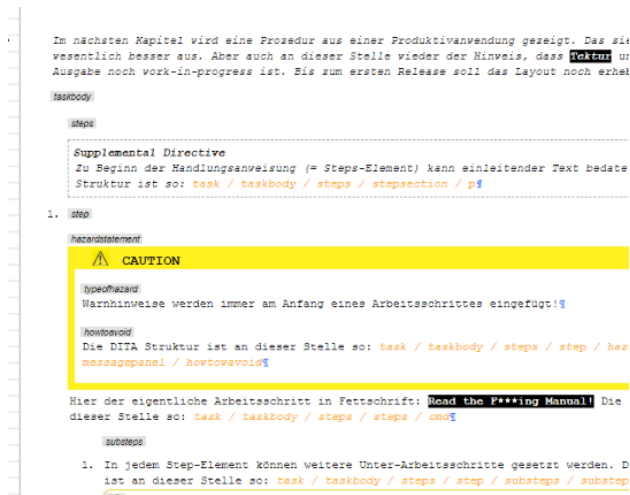 Im nächsten Kapitel wird eine Prozedur aus einer Produktivanwendung gezeigt. Das sie
wesentlich besser aus. Aber auch an dieser Stelle wieder der Hinweis, dass Tektur un
Ausgabe noch work-in-progress ist. Bis zum ersten Release soll das Layout noch erheb
taskbody
steps
Supplemental Directive
Zu Beginn der Handlungsanweisung (= Steps-Element) kann einleitender Text bedate
Struktur ist so: task / taskbody / steps / stepsection / p¶
1. step
hazardstatement
CAUTION
typeofhazard
Warnhinweise werden immer am Anfang eines Arbeitsschrittes eingefügt!¶
howtoavoid
Die DITA Struktur ist an dieser Stelle so: task / taskbody / steps / step / haz
messagepanel / howtowavoid¶
Hier der eigentliche Arbeitsschritt in Fettschrift: Read the F***ing Manual! Die
dieser Stelle so: task / taskbody / steps / steps / cmd¶
substeps
1. In jedem Step-Element können weitere Unter-Arbeitsschritte gesetzt werden. D
ist an dieser Stelle so: task / taskbody / steps / step / substeps / substep